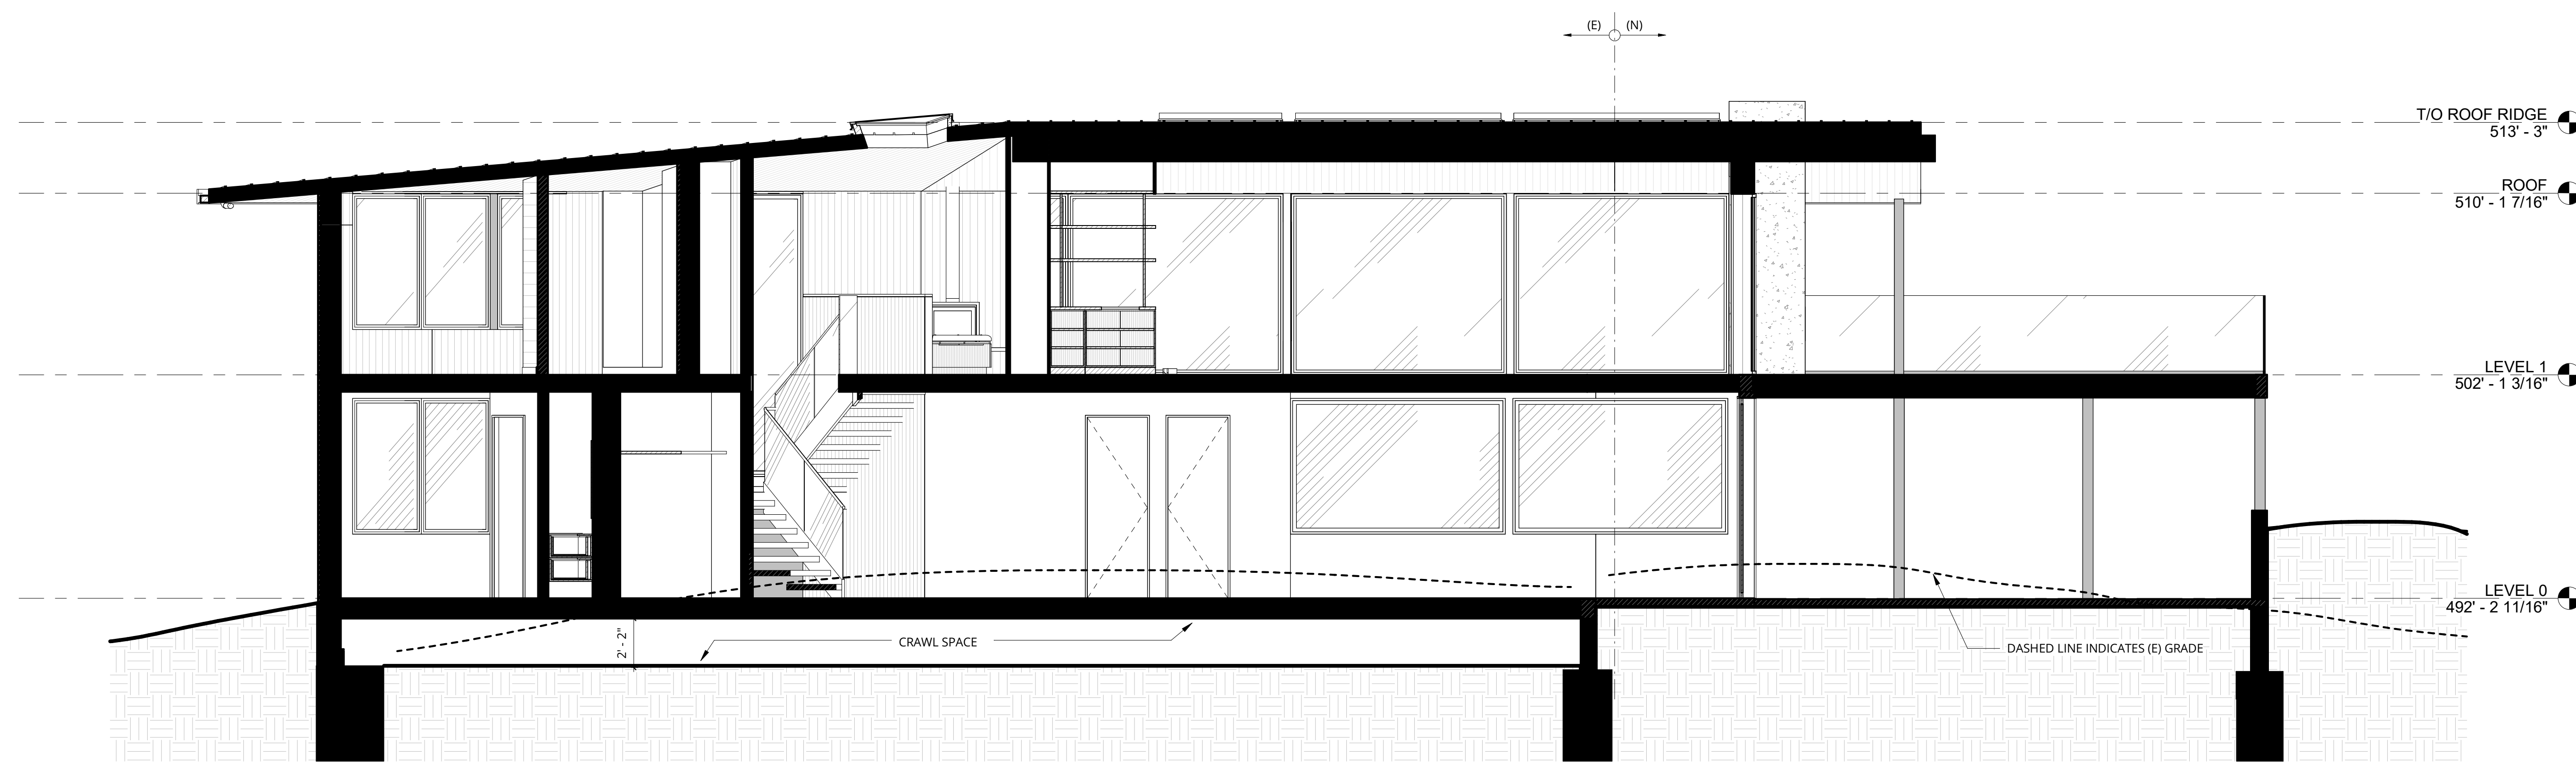 (E) (N)
T/O ROOF RIDGE
513' - 3"
ROOF
510' - 1 7/16"
LEVEL 1
502' - 1 3/16"
LEVEL 0
492' - 2 11/16"
2' - 2"
CRAWL SPACE
DASHED LINE INDICATES (E) GRADE